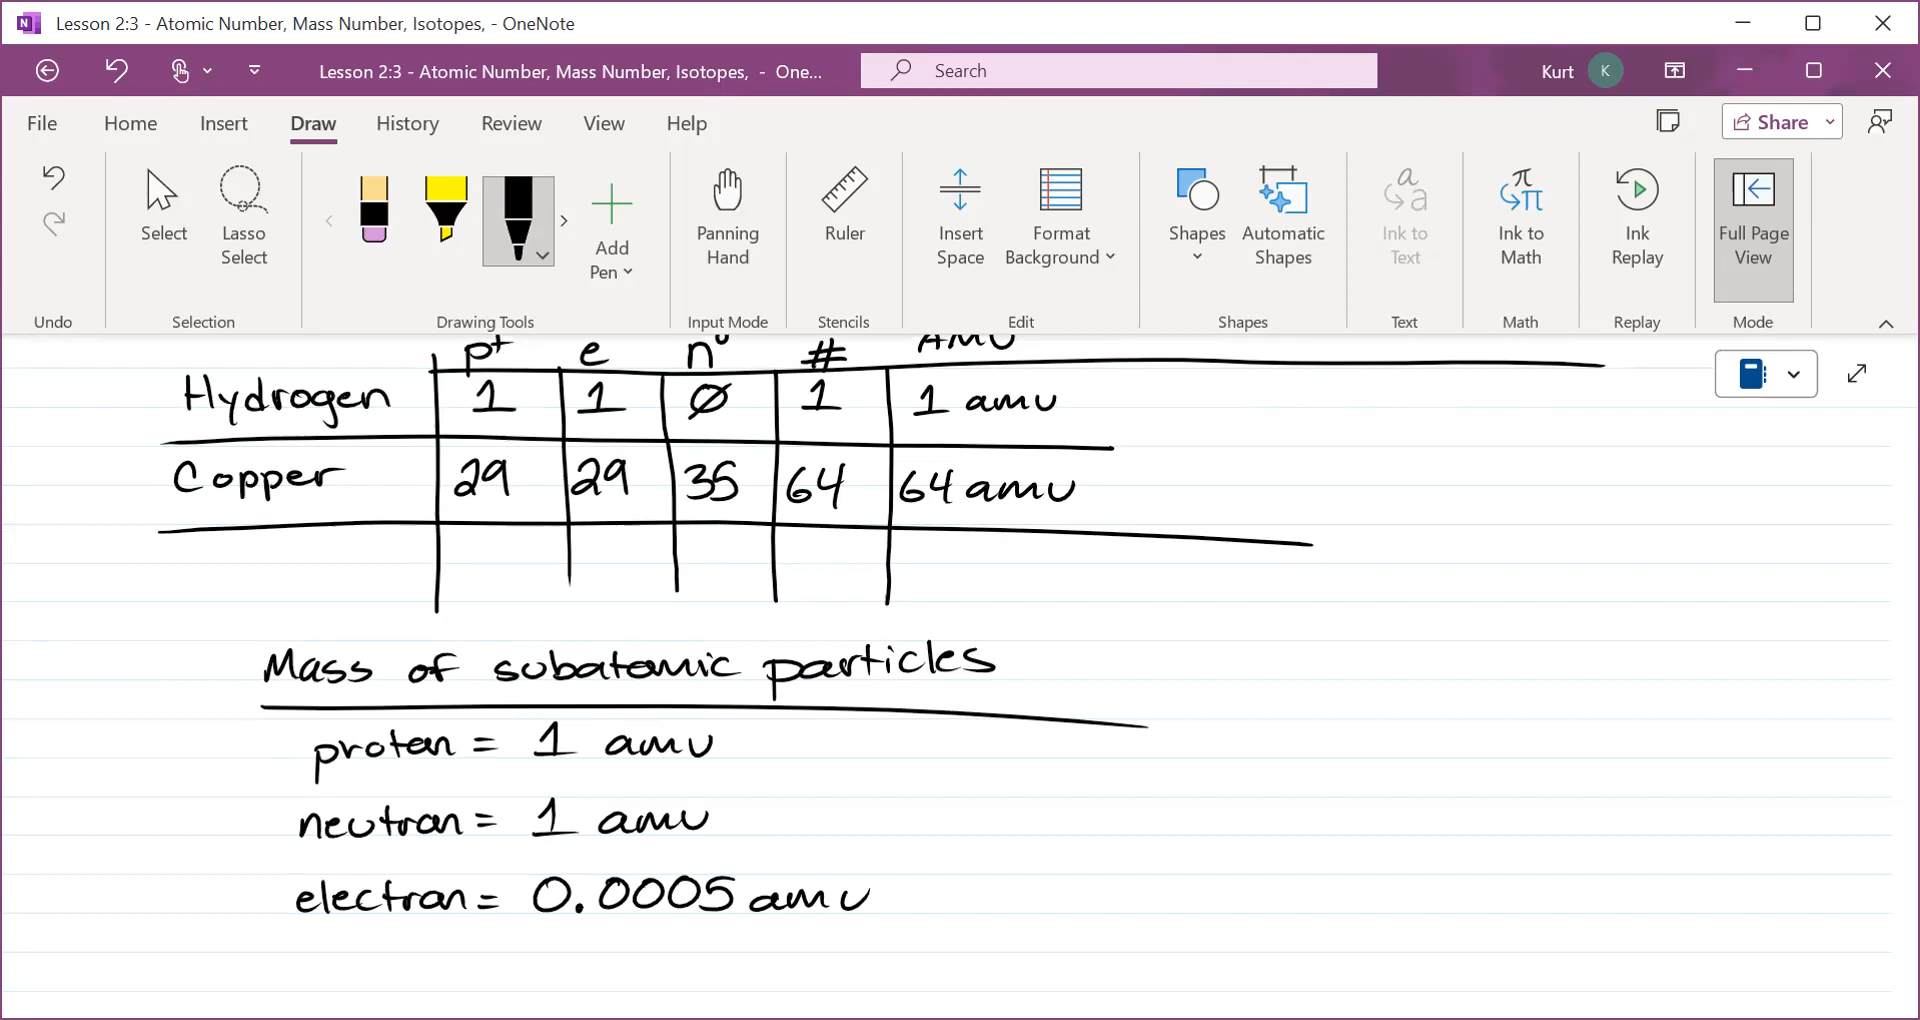 Lesson 2:3 - Atomic Number, Mass Number, Isotopes, - OneNote
Lesson 2:3 - Atomic Number, Mass Number, Isotopes, - One...
Search
Kurt K
File Home Insert Draw History Review View Help
Share
Select
Lasso Select
Add Pen
Panning Hand
Ruler
Insert Space
Format Background
Shapes
Automatic Shapes
Ink to Text
Ink to Math
Ink Replay
Full Page View
Undo Selection Drawing Tools Input Mode Stencils Edit Shapes Text Math Replay Mode
p+ e n° # AMU
Hydrogen 1 1 Ø 1 1 amu
Copper 29 29 35 64 64 amu
Mass of subatomic particles
proton = 1 amu
neutron = 1 amu
electron = 0.0005 amu